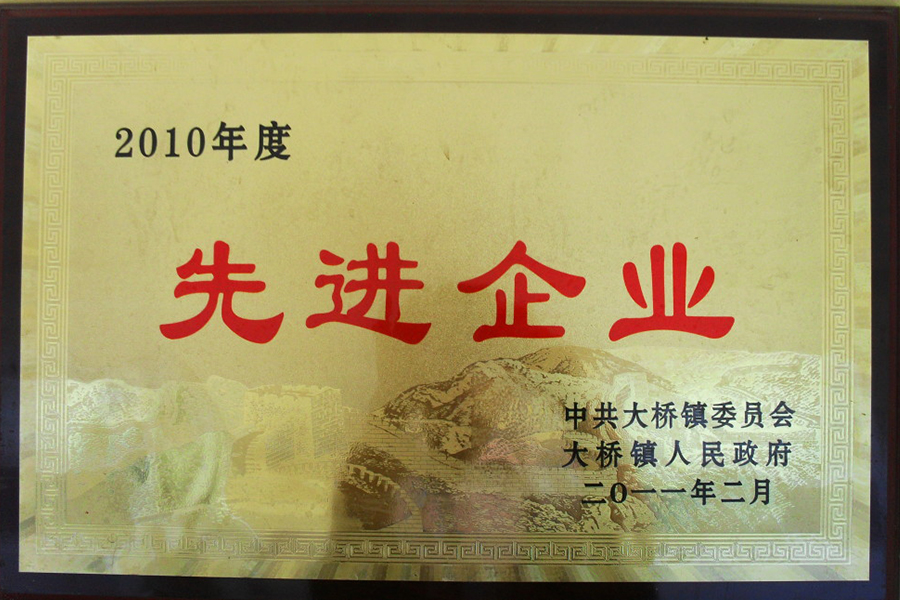 2010年度
先进企业
中共大桥镇委员会
大桥镇人民政府
二O一一年二月